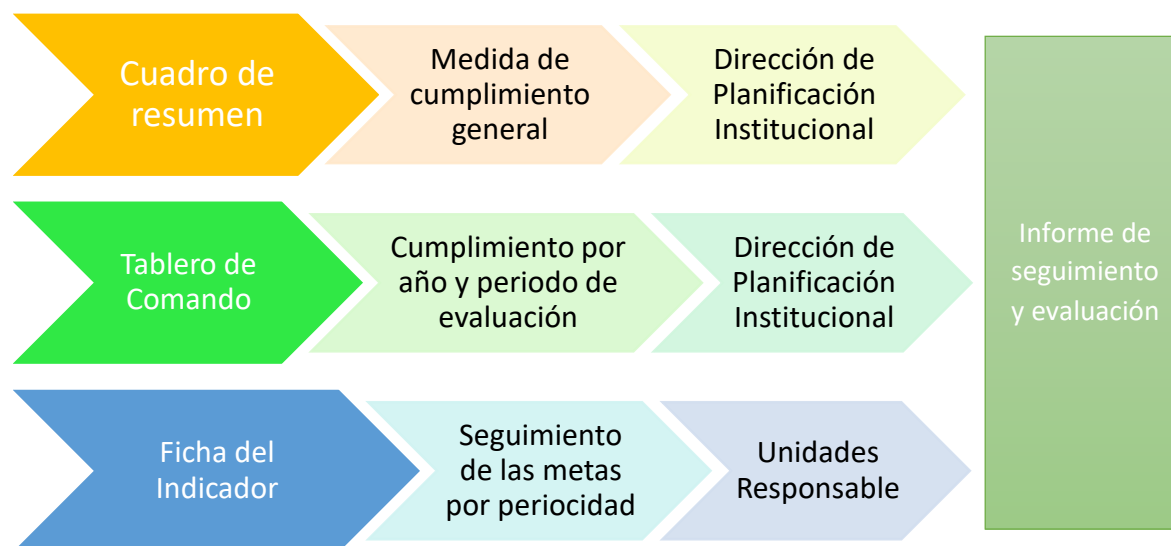 Cuadro de
resumen
Medida de
cumplimiento
general
Dirección de
Planificación
Institucional
Tablero de
Comando
Cumplimiento por
año y periodo de
evaluación
Dirección de
Planificación
Institucional
Ficha del
Indicador
Seguimiento
de las metas
por periocidad
Unidades
Responsable
Informe de
seguimiento
y evaluación